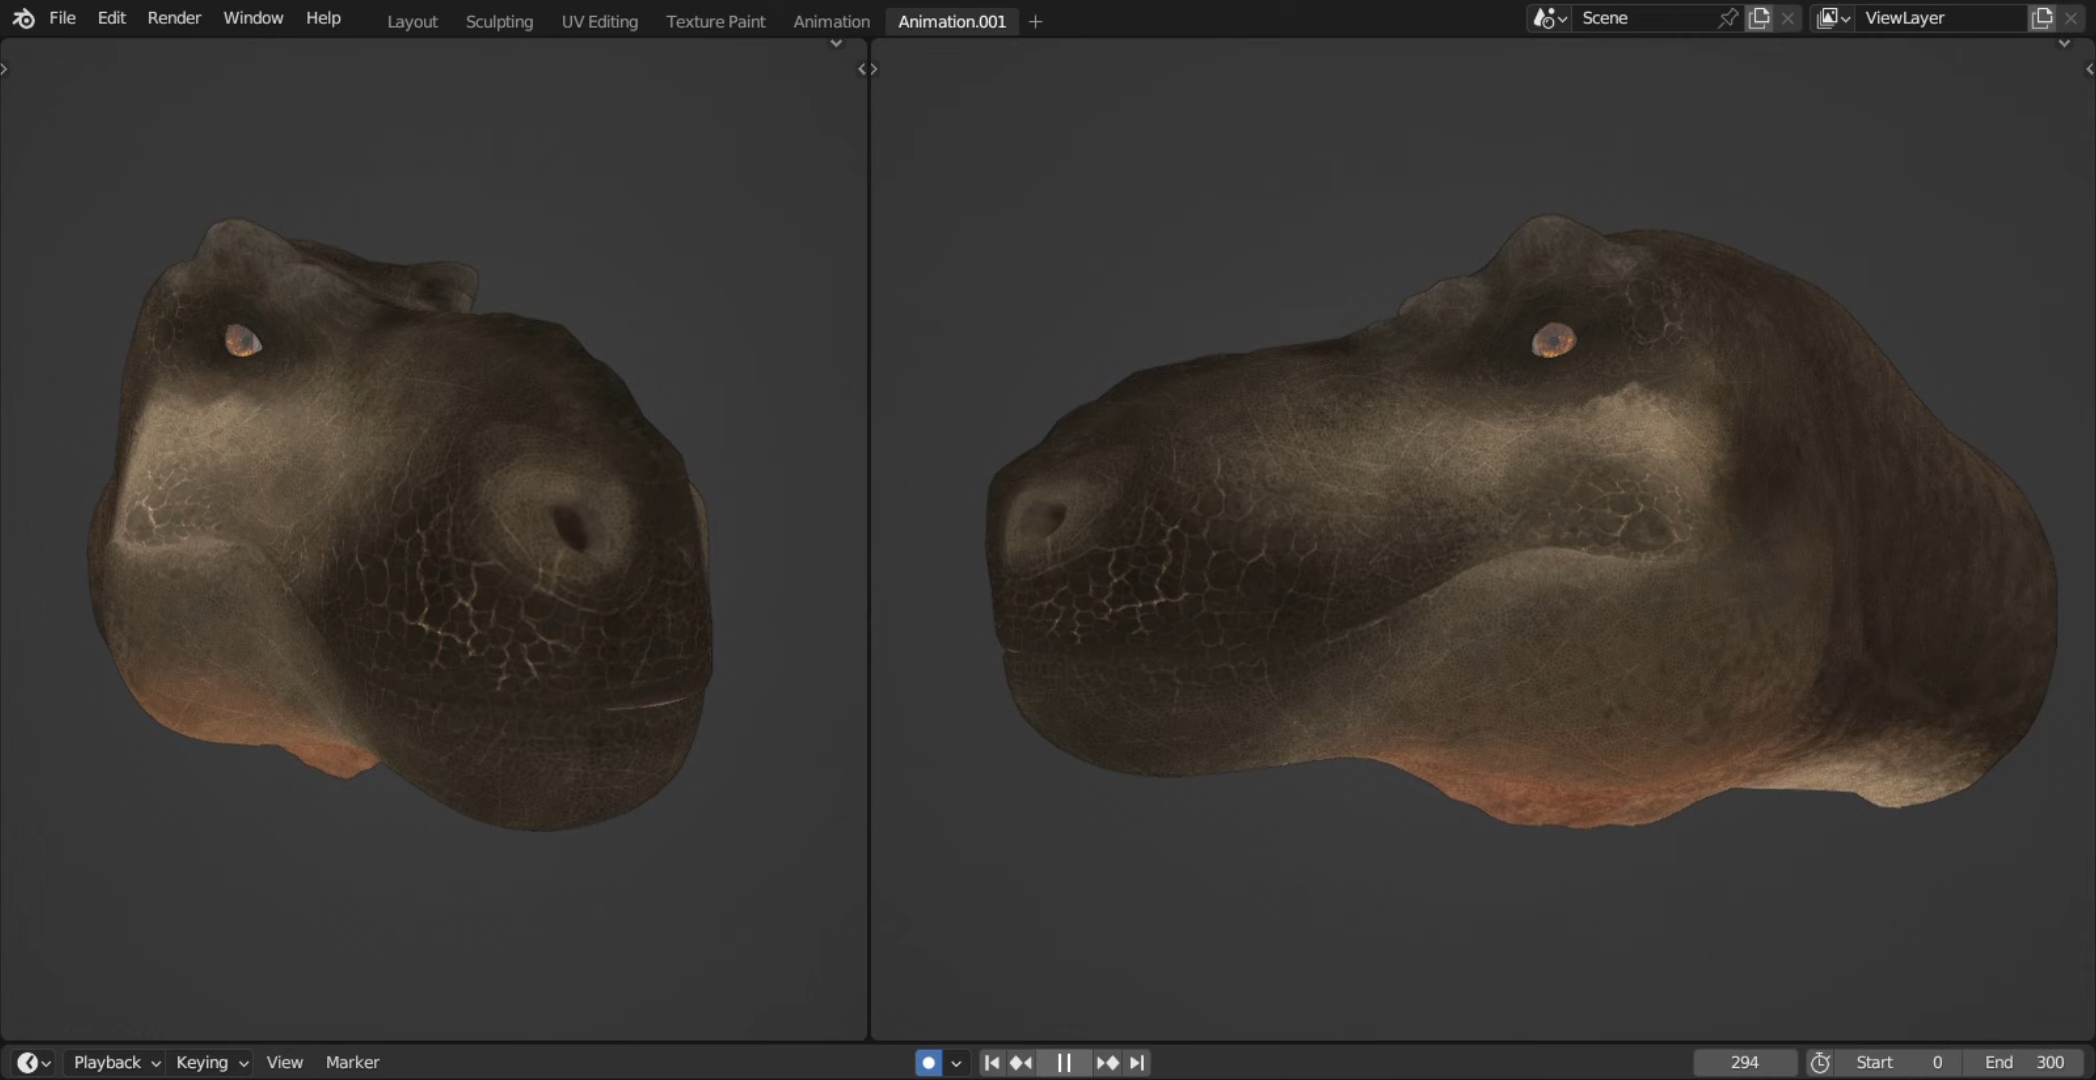 File Edit Render Window Help Layout Sculpting UV Editing Texture Paint Animation Animation.001 + Scene ViewLayer
Playback Keying View Marker 294 Start 0 End 300